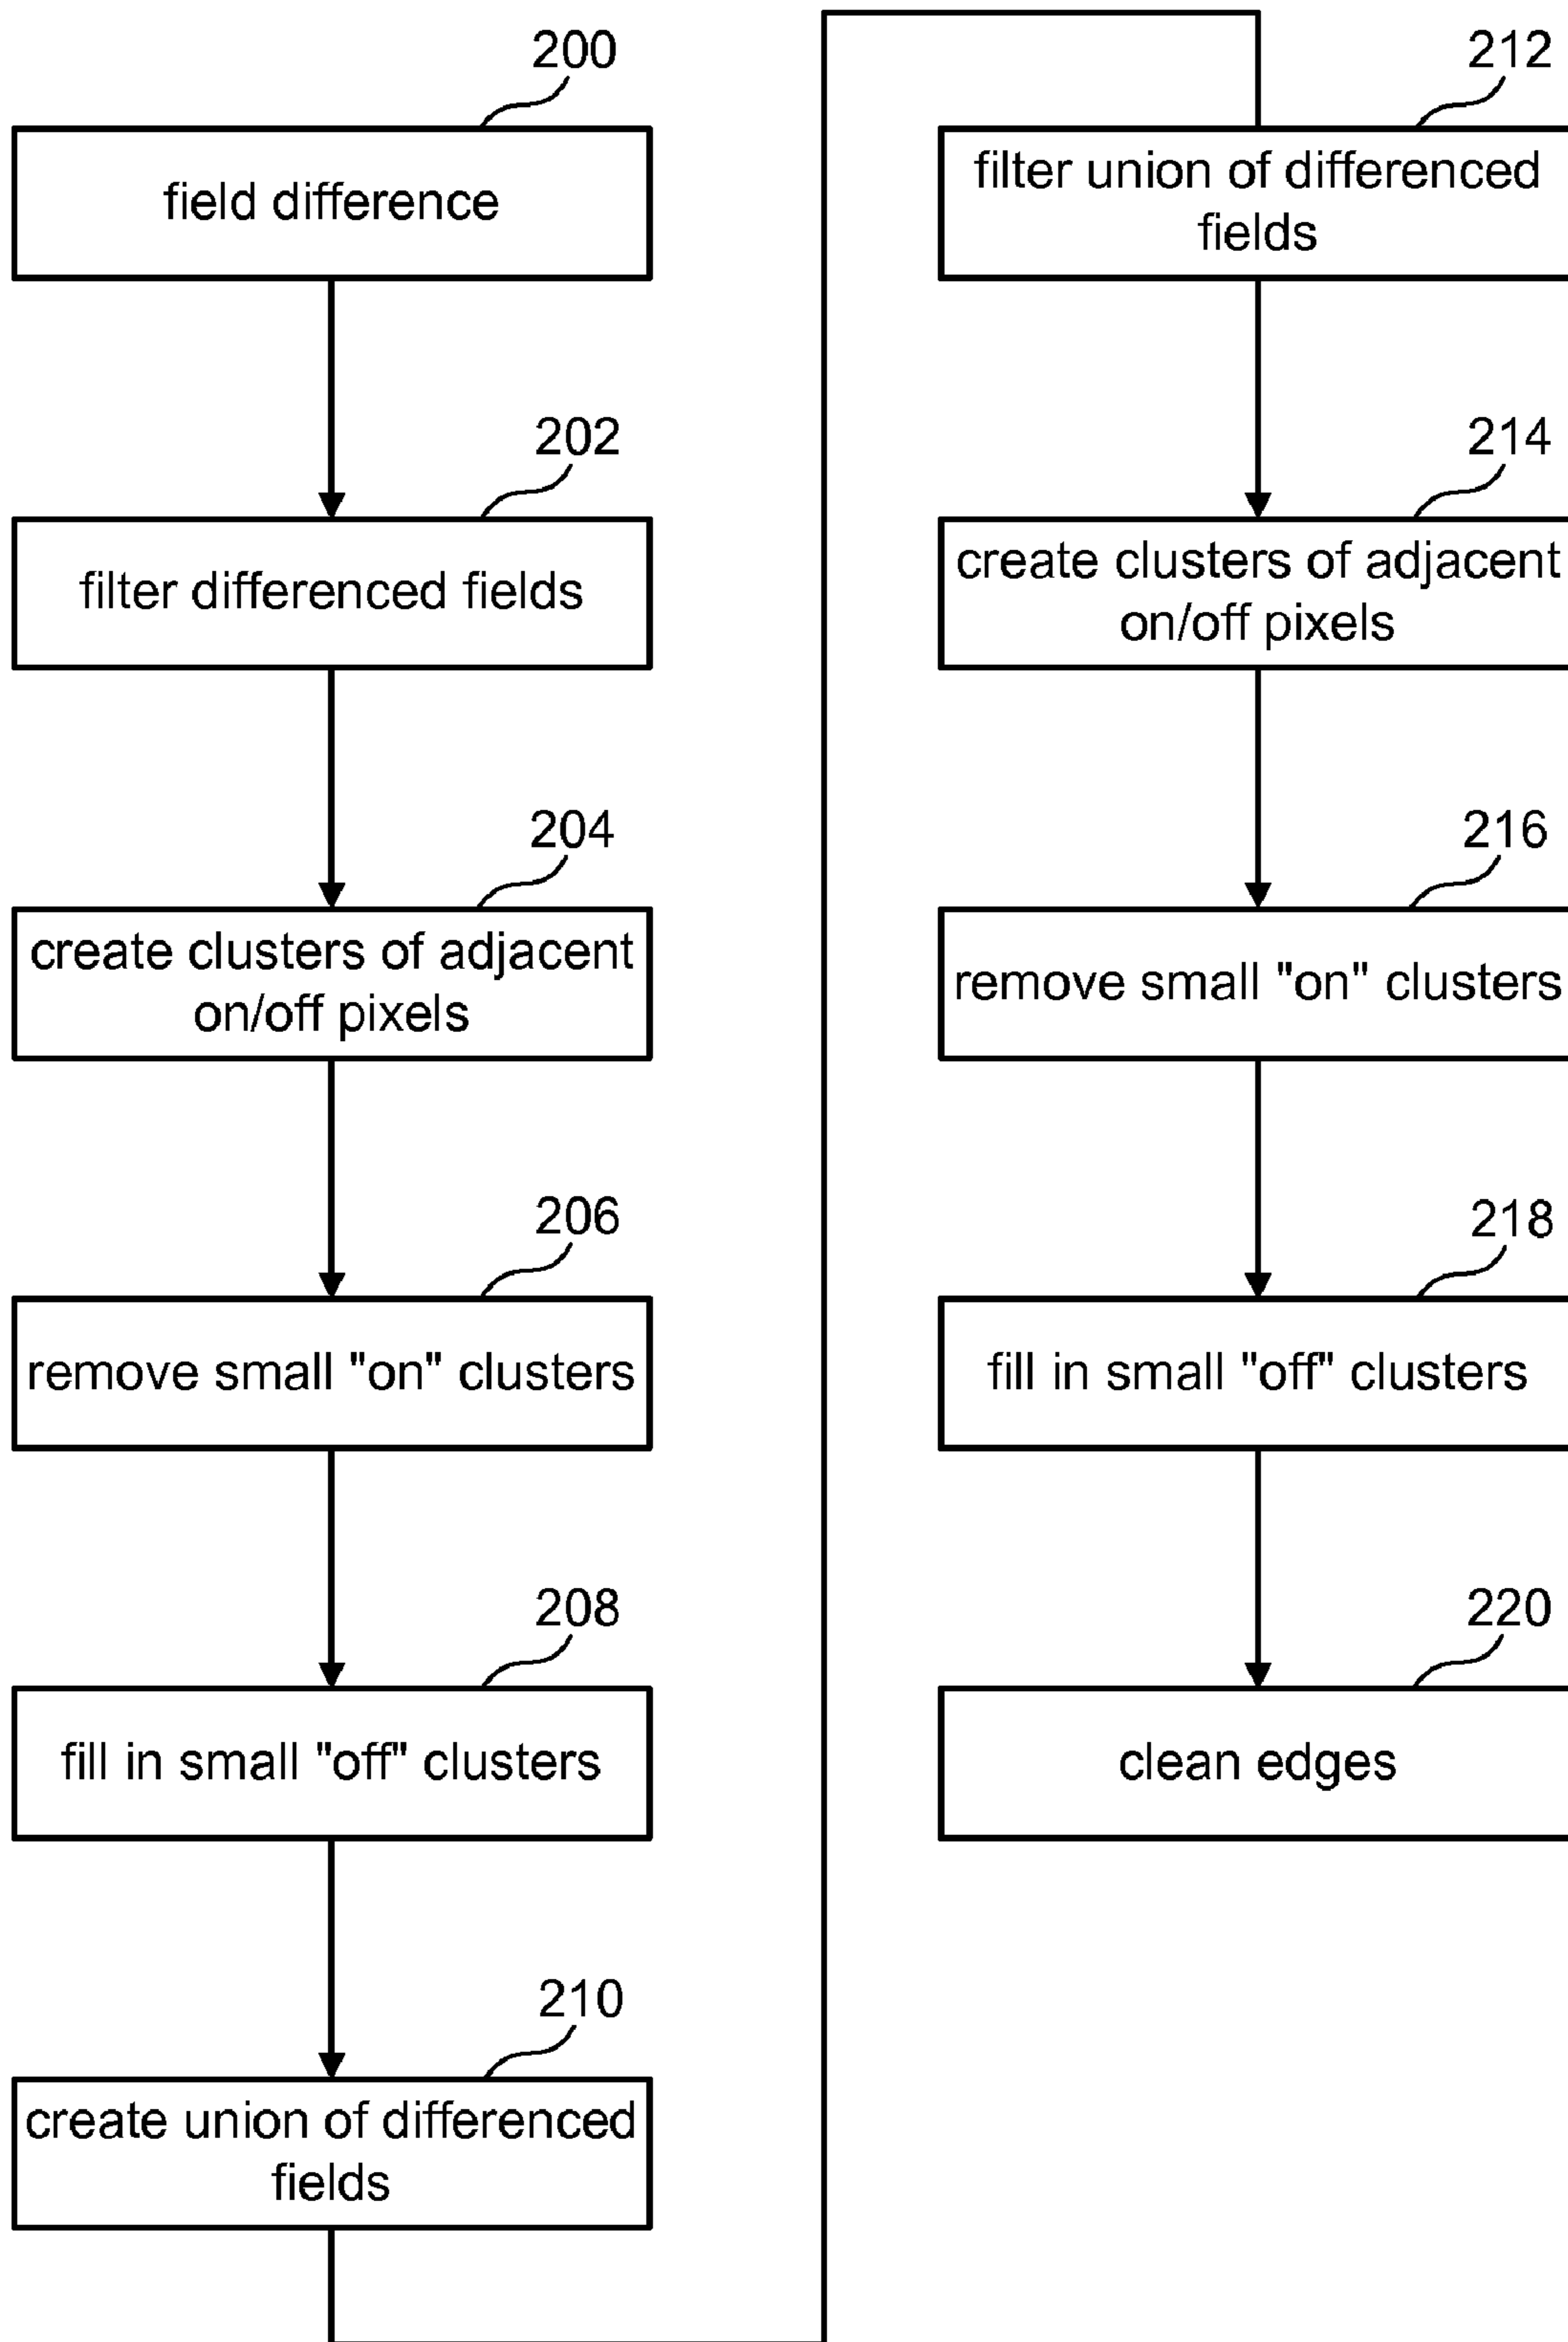 200
field difference
202
filter differenced fields
204
create clusters of adjacent
on/off pixels
206
remove small "on" clusters
208
fill in small "off" clusters
210
create union of differenced
fields
212
filter union of differenced
fields
214
create clusters of adjacent
on/off pixels
216
remove small "on" clusters
218
fill in small "off" clusters
220
clean edges